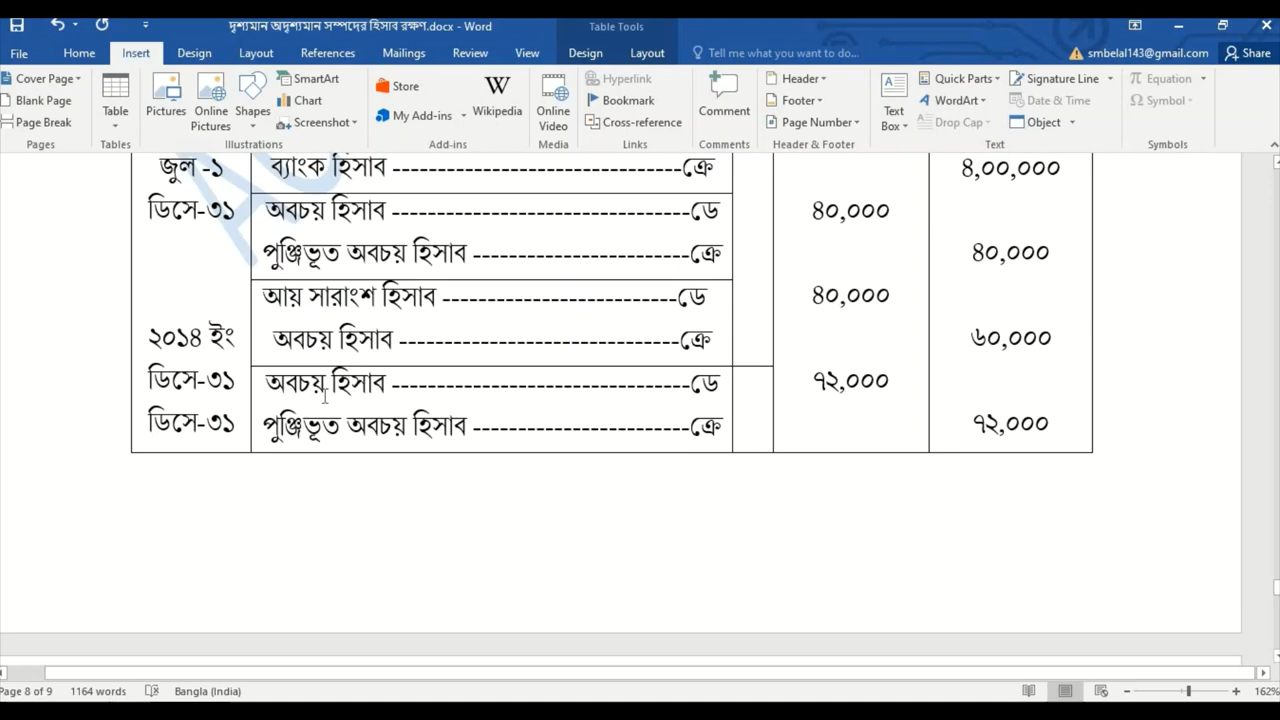 দৃশ্যমান অদৃশ্যমান সম্পদের হিসাব রক্ষণ.docx - Word
Table Tools
File Home Insert Design Layout References Mailings Review View Design Layout Tell me what you want to do... smbelal143@gmail.com Share
Cover Page
Blank Page
Page Break
Pages
Table
Tables
Pictures
Online Pictures
Shapes
SmartArt
Chart
Screenshot
Illustrations
Store
My Add-ins
Wikipedia
Add-ins
Online Video
Media
Hyperlink
Bookmark
Cross-reference
Links
Comment
Comments
Header
Footer
Page Number
Header & Footer
Text Box
Quick Parts
WordArt
Drop Cap
Signature Line
Date & Time
Object
Text
Equation
Symbol
Symbols
জুল -১ ব্যাংক হিসাব -------------------------------ক্রে ৪,০০,০০০
ডিসে-৩১ অবচয় হিসাব --------------------------------ডে ৪০,০০০
পুঞ্জিভূত অবচয় হিসাব -----------------------ক্রে ৪০,০০০
আয় সারাংশ হিসাব -------------------------ডে ৪০,০০০
২০১৪ ইং অবচয় হিসাব ------------------------------ক্রে ৬০,০০০
ডিসে-৩১ অবচয় হিসাব --------------------------------ডে ৭২,০০০
ডিসে-৩১ পুঞ্জিভূত অবচয় হিসাব -----------------------ক্রে ৭২,০০০
Page 8 of 9 1164 words Bangla (India) 162%